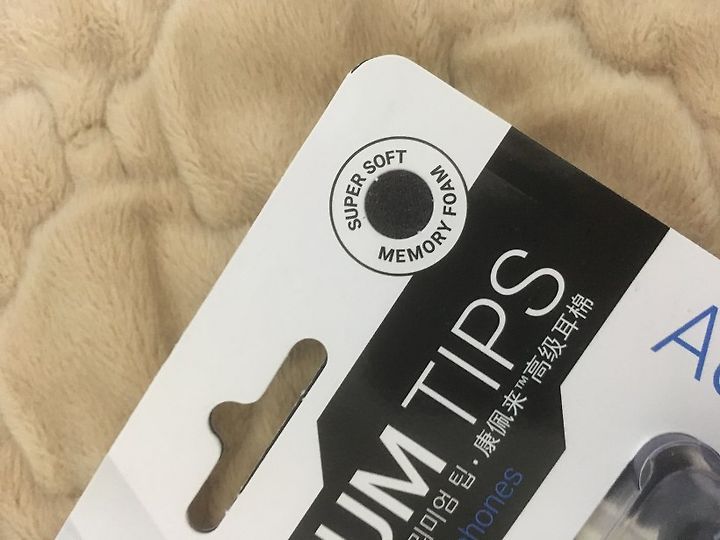 SUPER SOFT
MEMORY FOAM
UM TIPS
리미엄 팁 · 康佩来™高级耳棉
phones